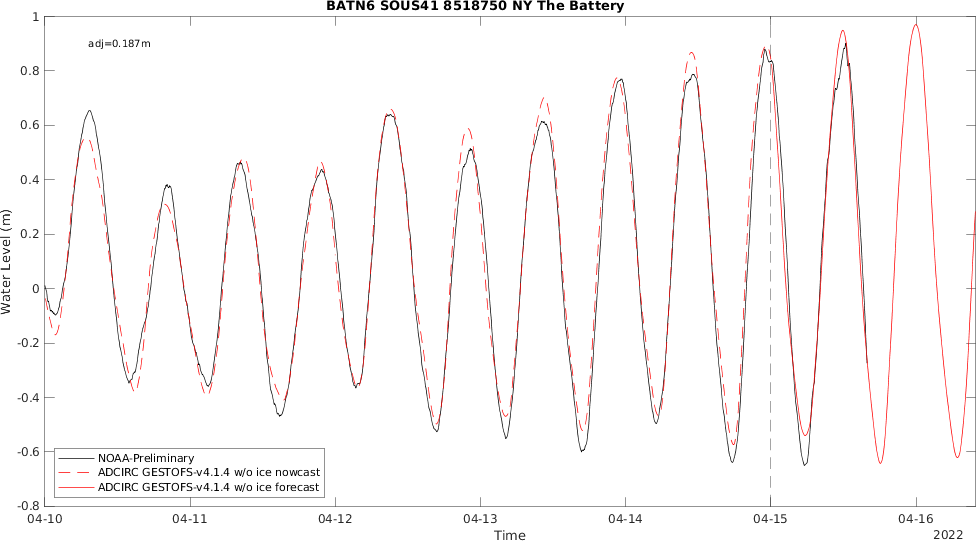 BATN6 SOUS41 8518750 NY The Battery
adj=0.187m
1
0.8
0.6
0.4
0.2
0
-0.2
-0.4
-0.6
-0.8
Water Level (m)
NOAA-Preliminary
ADCIRC GESTOFS-v4.1.4 w/o ice nowcast
ADCIRC GESTOFS-v4.1.4 w/o ice forecast
04-10 04-11 04-12 04-13 04-14 04-15 04-16
Time
2022